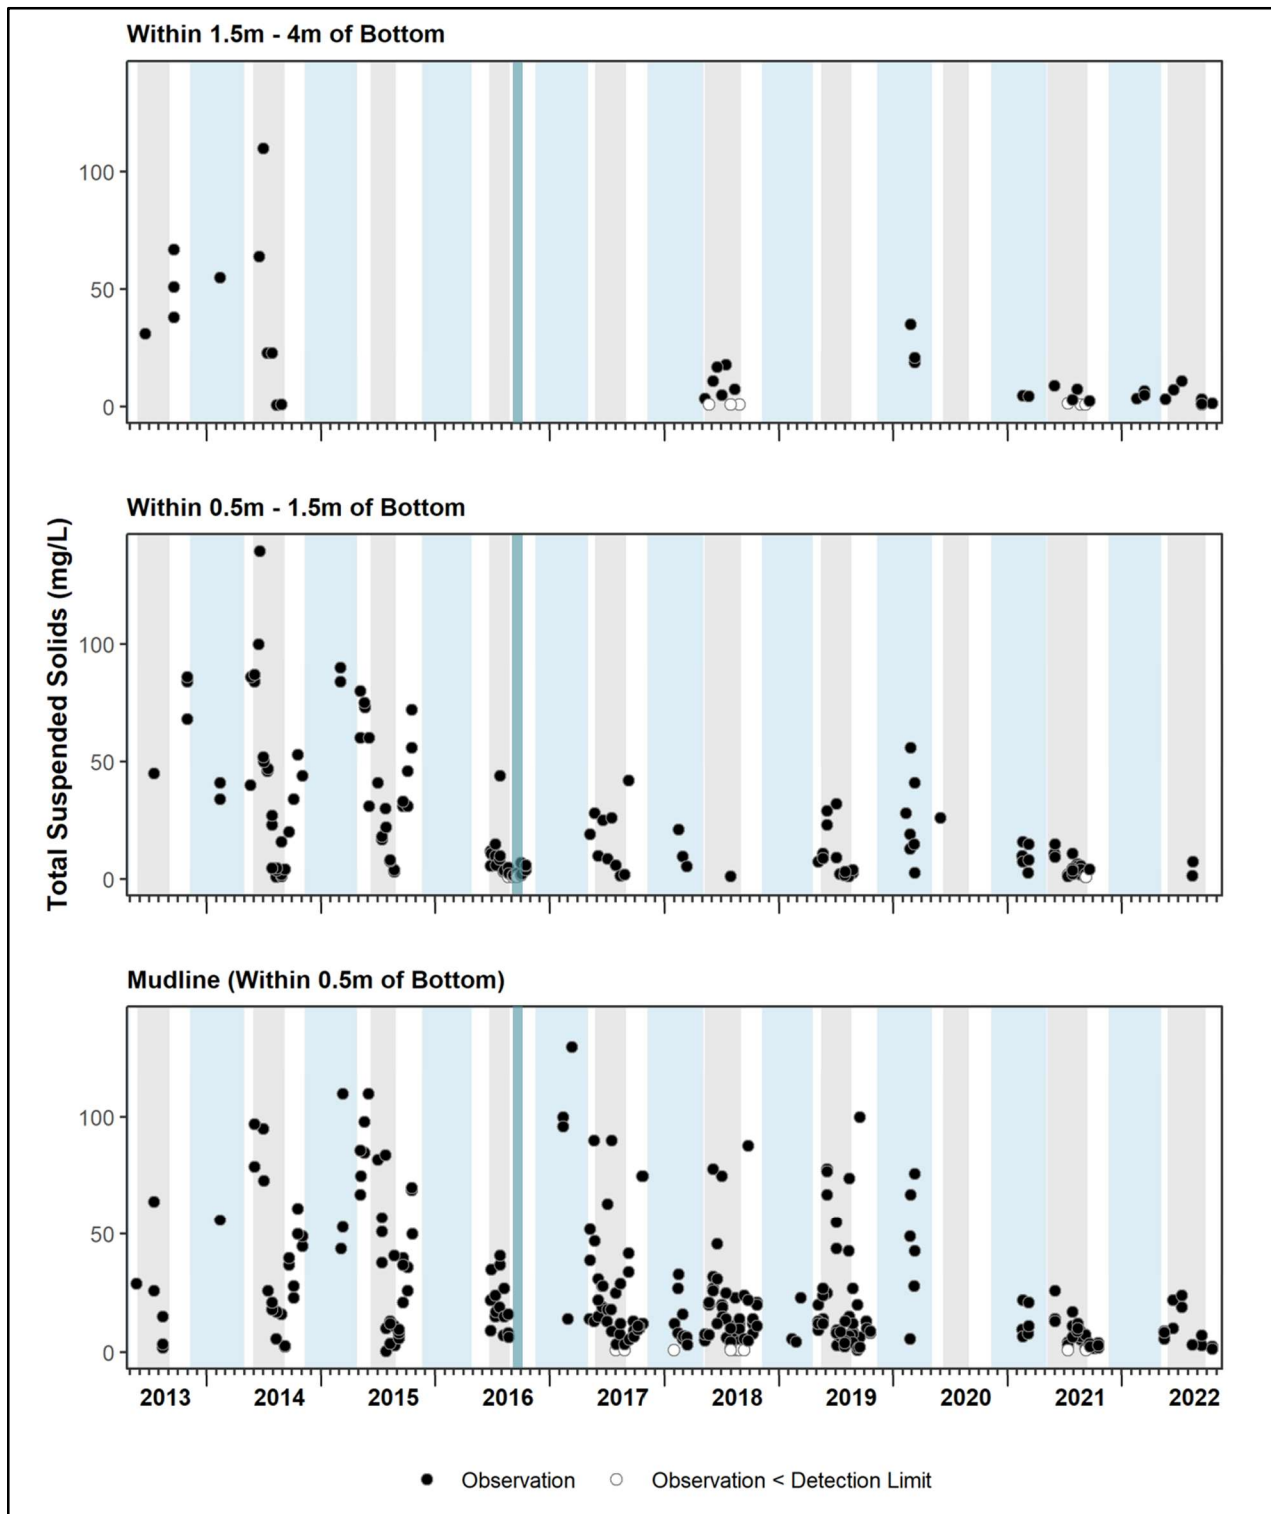 Within 1.5m - 4m of Bottom
100
50
0
Within 0.5m - 1.5m of Bottom
Total Suspended Solids (mg/L)
100
50
0
Mudline (Within 0.5m of Bottom)
100
50
0
2013 2014 2015 2016 2017 2018 2019 2020 2021 2022
Observation Observation < Detection Limit